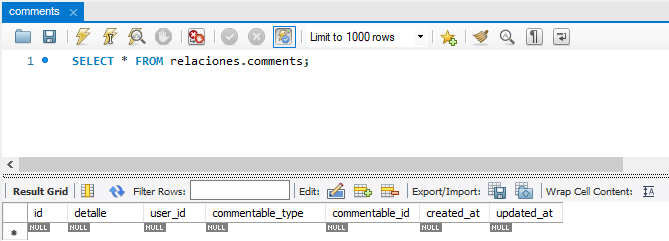 comments
Limit to 1000 rows
1 SELECT * FROM relaciones.comments;
Result Grid Filter Rows: Edit: Export/Import: Wrap Cell Content: IA
id detalle user_id commentable_type commentable_id created_at updated_at
NULL NULL NULL NULL NULL NULL NULL